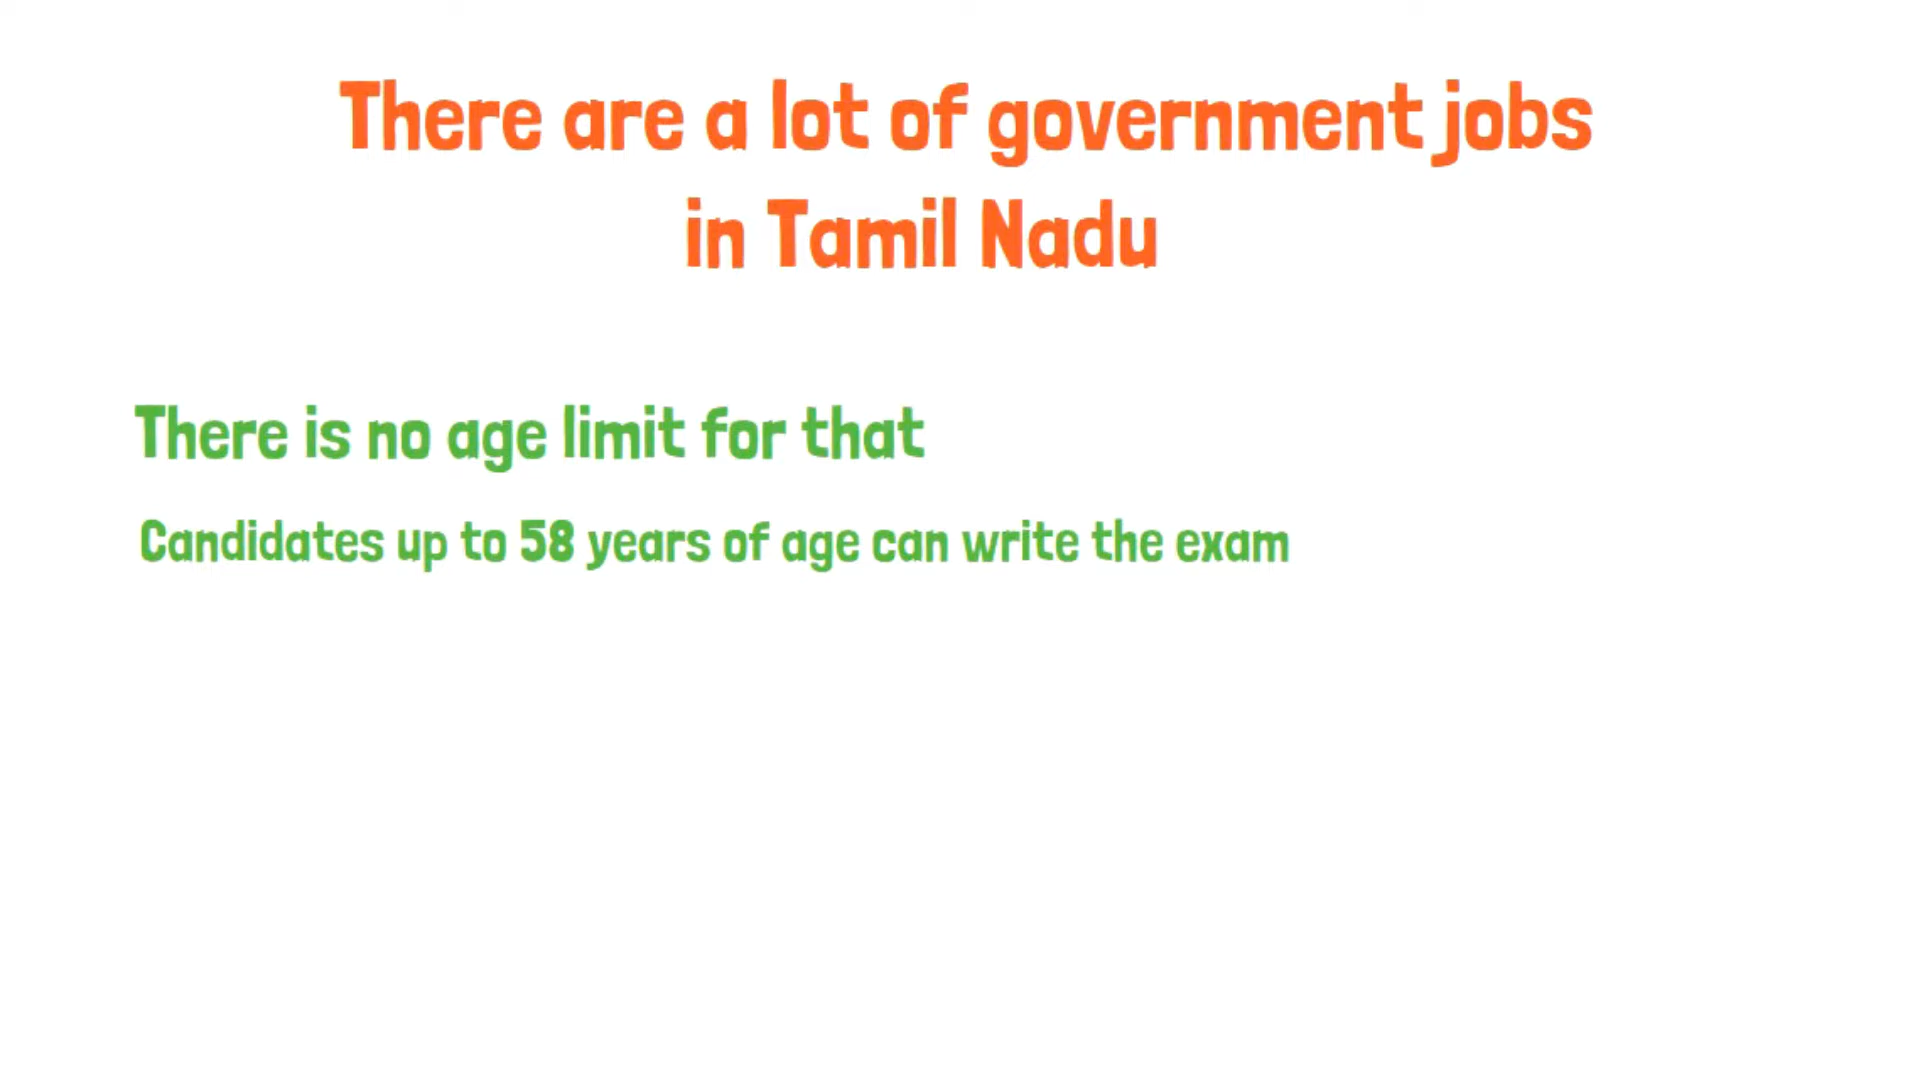 There are a lot of government jobs
in Tamil Nadu
There is no age limit for that
Candidates up to 58 years of age can write the exam